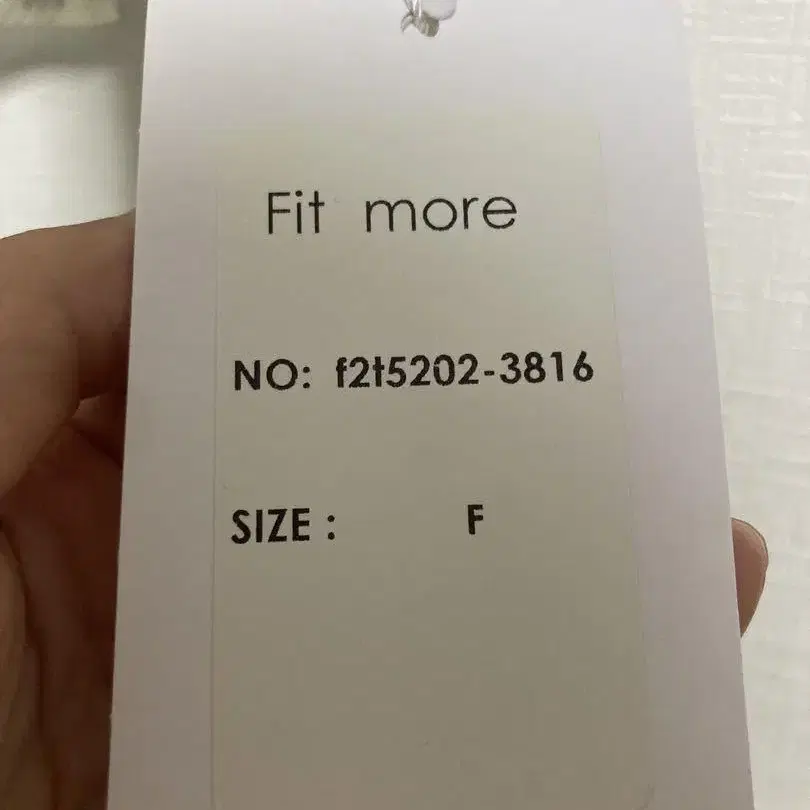 Fit more
NO: f2t5202-3816
SIZE : F